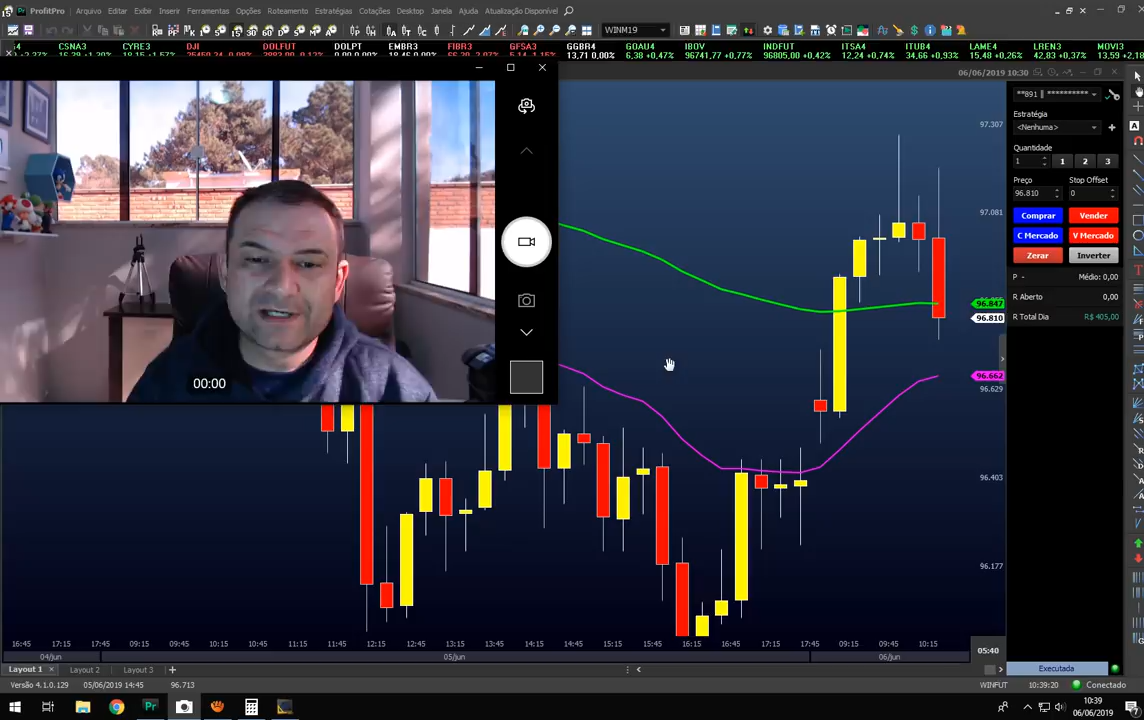 ProfitPro
Arquivo Editar Exibir Inserir Ferramentas Opções Roteamento Estratégias Cotações Desktop Janela Ajuda Atualização Disponível
WINM19
CSNA3 CYRE3 DJI DOLFUT DOLPT EMBR3 FIBR3 GFSA3 GGBR4 GOAU4 IBOV INDFUT ITSA4 ITUB4 LAME4 LREN3 MOVI3
13,71 0,00% 6,38 +0,47% 96741,77 +0,77% 96805,00 +0,42% 12,24 +0,74% 34,66 +0,93% 15,48 +0,26% 42,83 +0,37%
06/06/2019 10:30
**891
Estratégia
<Nenhuma>
Quantidade
1 1 2 3
Preço Stop Offset
96.810 0
Comprar Vender
C Mercado V Mercado
Zerar Inverter
P - Médio: 0,00
R Aberto 0,00
R Total Dia R$ 405,00
97.307
97.081
96.847
96.810
96.662
96.629
96.403
96.177
00:00
16:45 17:15 17:45 09:15 09:45 10:15 10:45 11:15 11:45 12:15 12:45 13:15 13:45 14:15 14:45 15:15 15:45 16:15 16:45 17:15 17:45 09:15 09:45 10:15
05:40
04/jun 05/jun 06/jun
Layout 1 Layout 2 Layout 3
Executada
Versão 4.1.0.129 05/06/2019 14:45 96.713 WINFUT 10:39:20 Conectado
10:39
06/06/2019